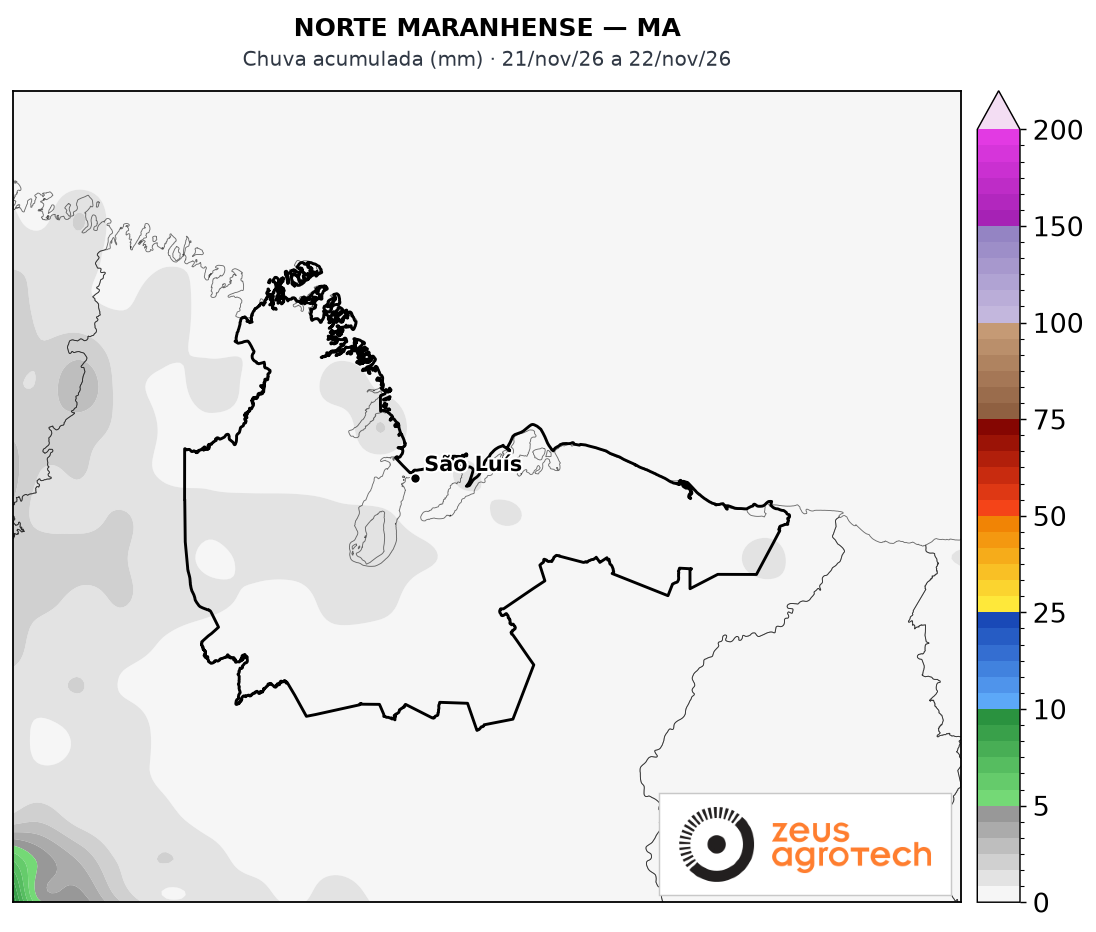 NORTE MARANHENSE — MA
Chuva acumulada (mm) · 21/nov/26 a 22/nov/26
200
150
100
75
50
25
10
5
0
São Luís
zeus
agrotech